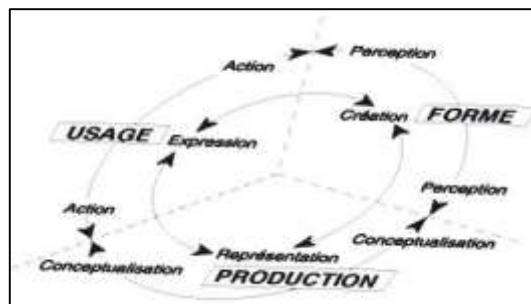 Perception
Action
Création
FORME
USAGE
Expression
Perception
Action
Conceptualisation
Représentation
Conceptualisation
PRODUCTION